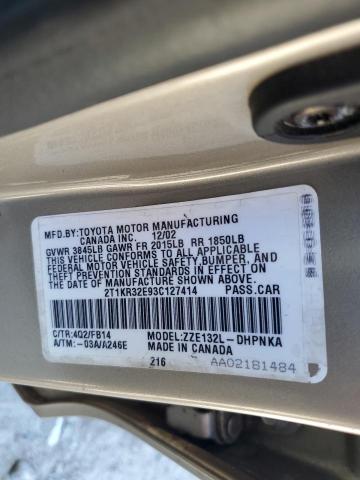 MFD.BY:TOYOTA MOTOR MANUFACTURING
CANADA INC. 12/02
GVWR 3845LB GAWR FR 2015LB RR 1850LB
THIS VEHICLE CONFORMS TO ALL APPLICABLE
FEDERAL MOTOR VEHICLE SAFETY, BUMPER, AND
THEFT PREVENTION STANDARDS IN EFFECT ON
THE DATE OF MANUFACTURE SHOWN ABOVE.
2T1KR32E93C127414 PASS.CAR
C/TR:4Q2/FB14 MODEL:ZZE132L-DHPNKA
A/TM:-03A/A246E MADE IN CANADA
216 AA02181484